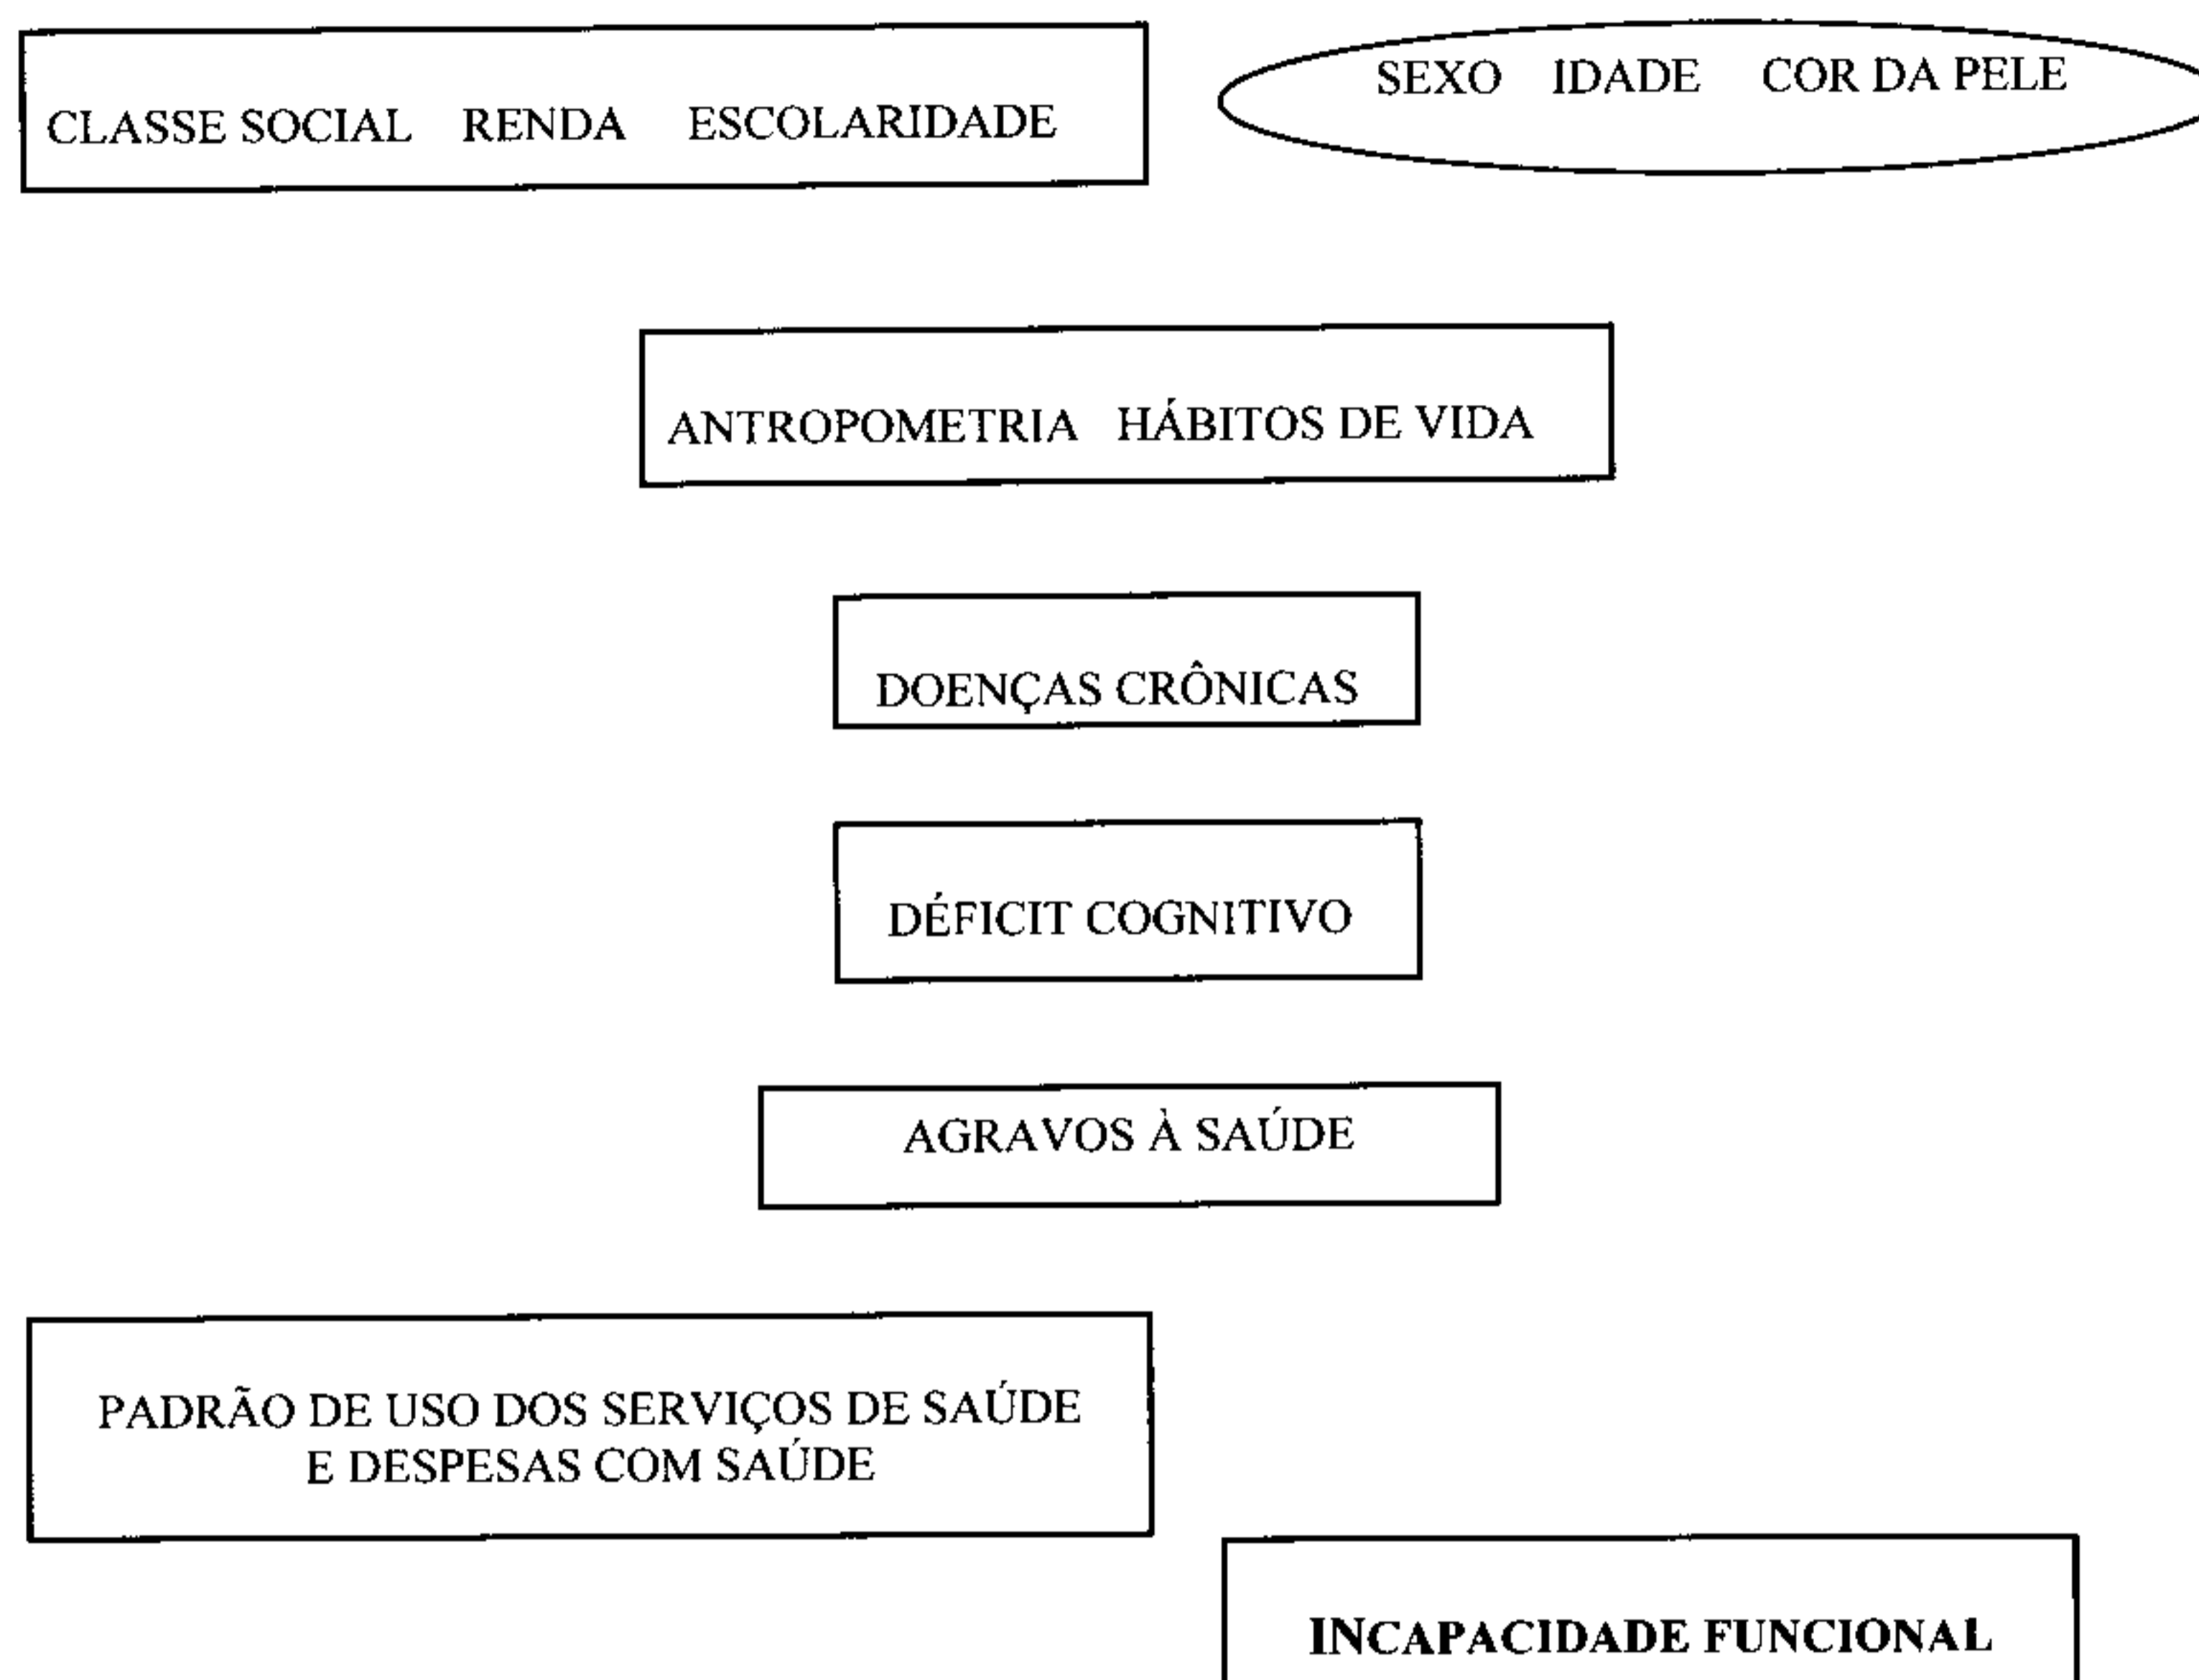 CLASSE SOCIAL RENDA ESCOLARIDADE
SEXO IDADE COR DA PELE
ANTROPOMETRIA HÁBITOS DE VIDA
DOENÇAS CRÔNICAS
DÉFICIT COGNITIVO
AGRAVOS À SAÚDE
PADRÃO DE USO DOS SERVIÇOS DE SAÚDE
E DESPESAS COM SAÚDE
INCAPACIDADE FUNCIONAL